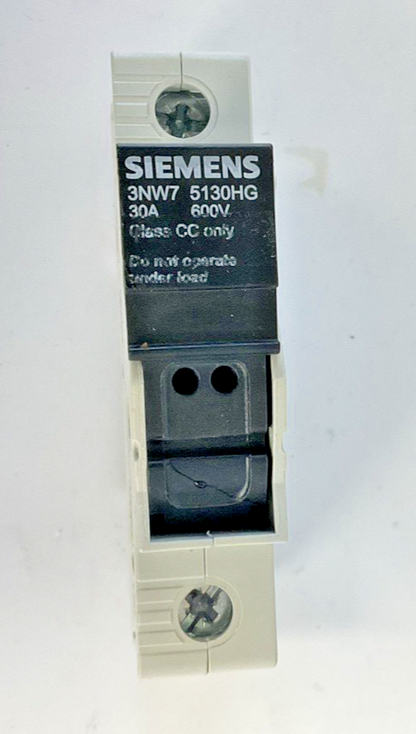 SIEMENS
3NW7 5130HG
30A 600V
Class CC only
Do not operate
under load